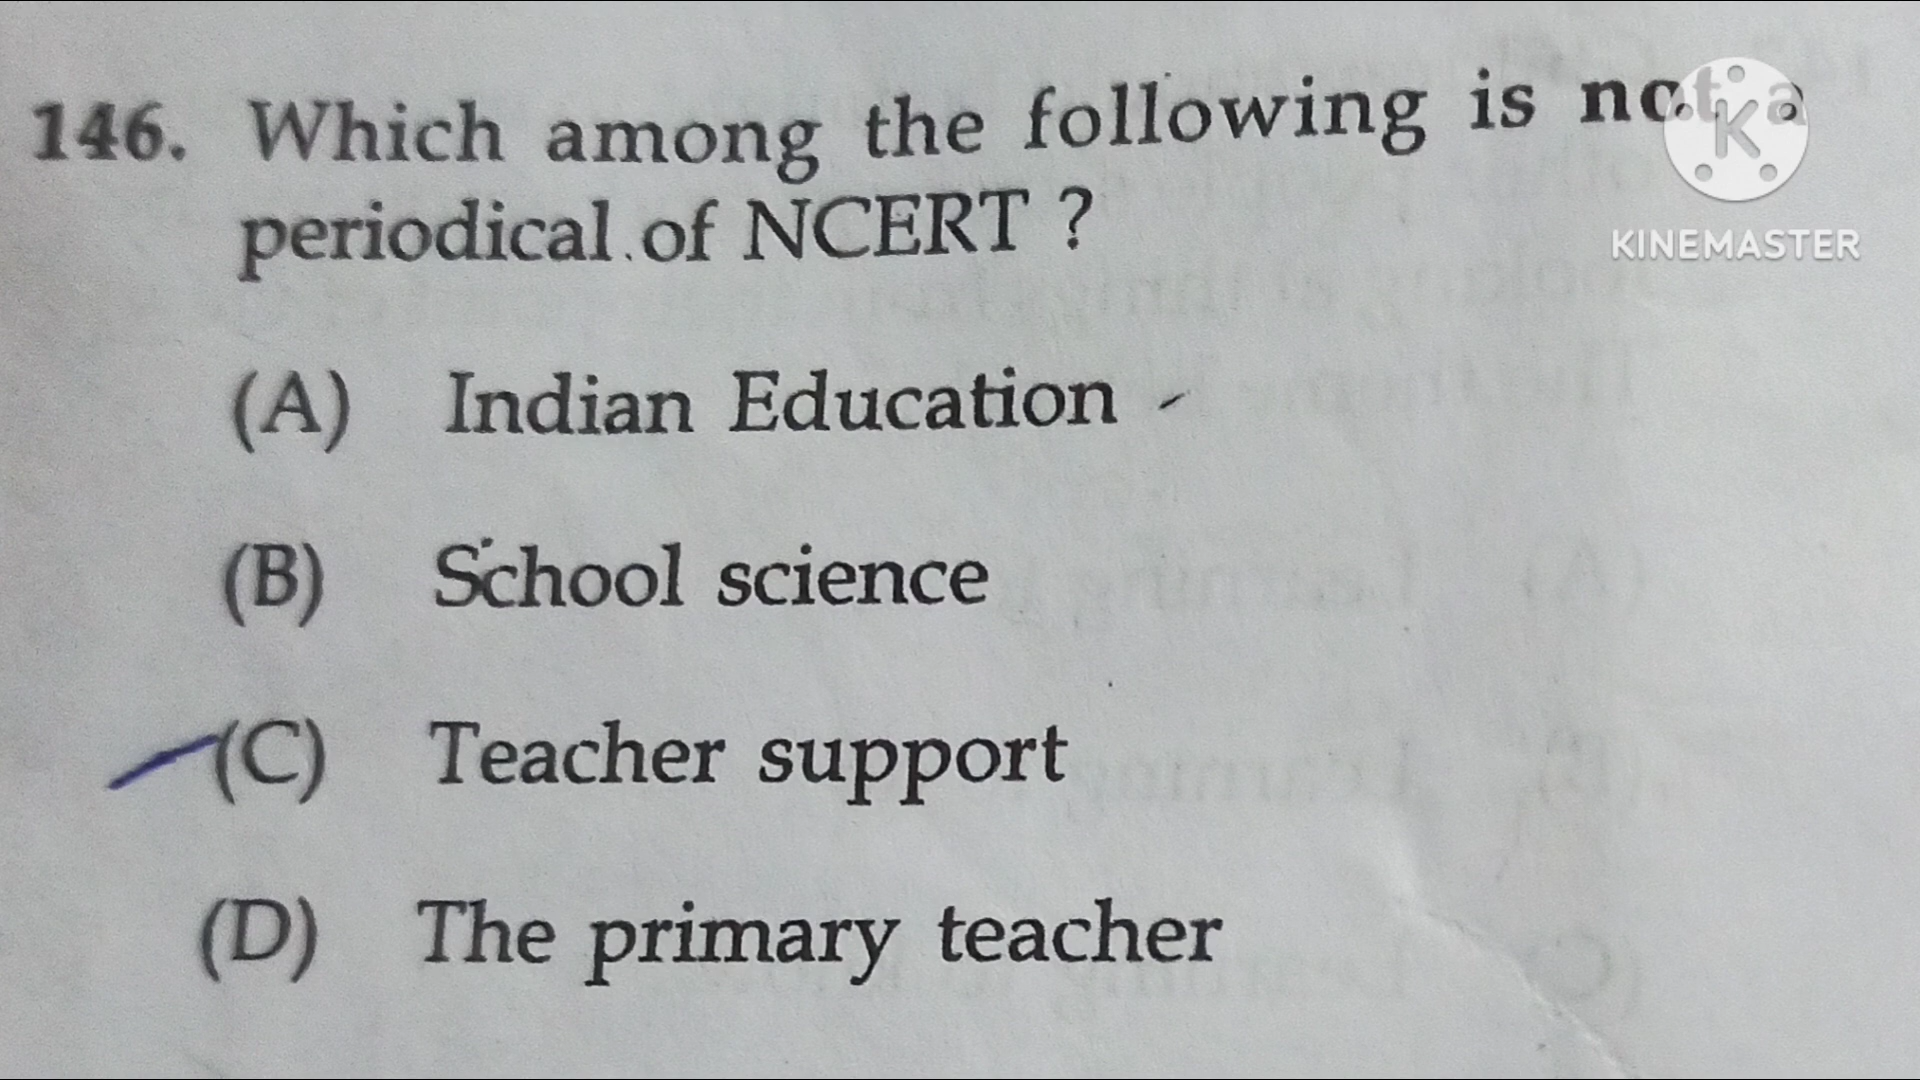 146. Which among the following is not a
periodical of NCERT ?
(A) Indian Education
(B) School science
(C) Teacher support
(D) The primary teacher
K
KINEMASTER